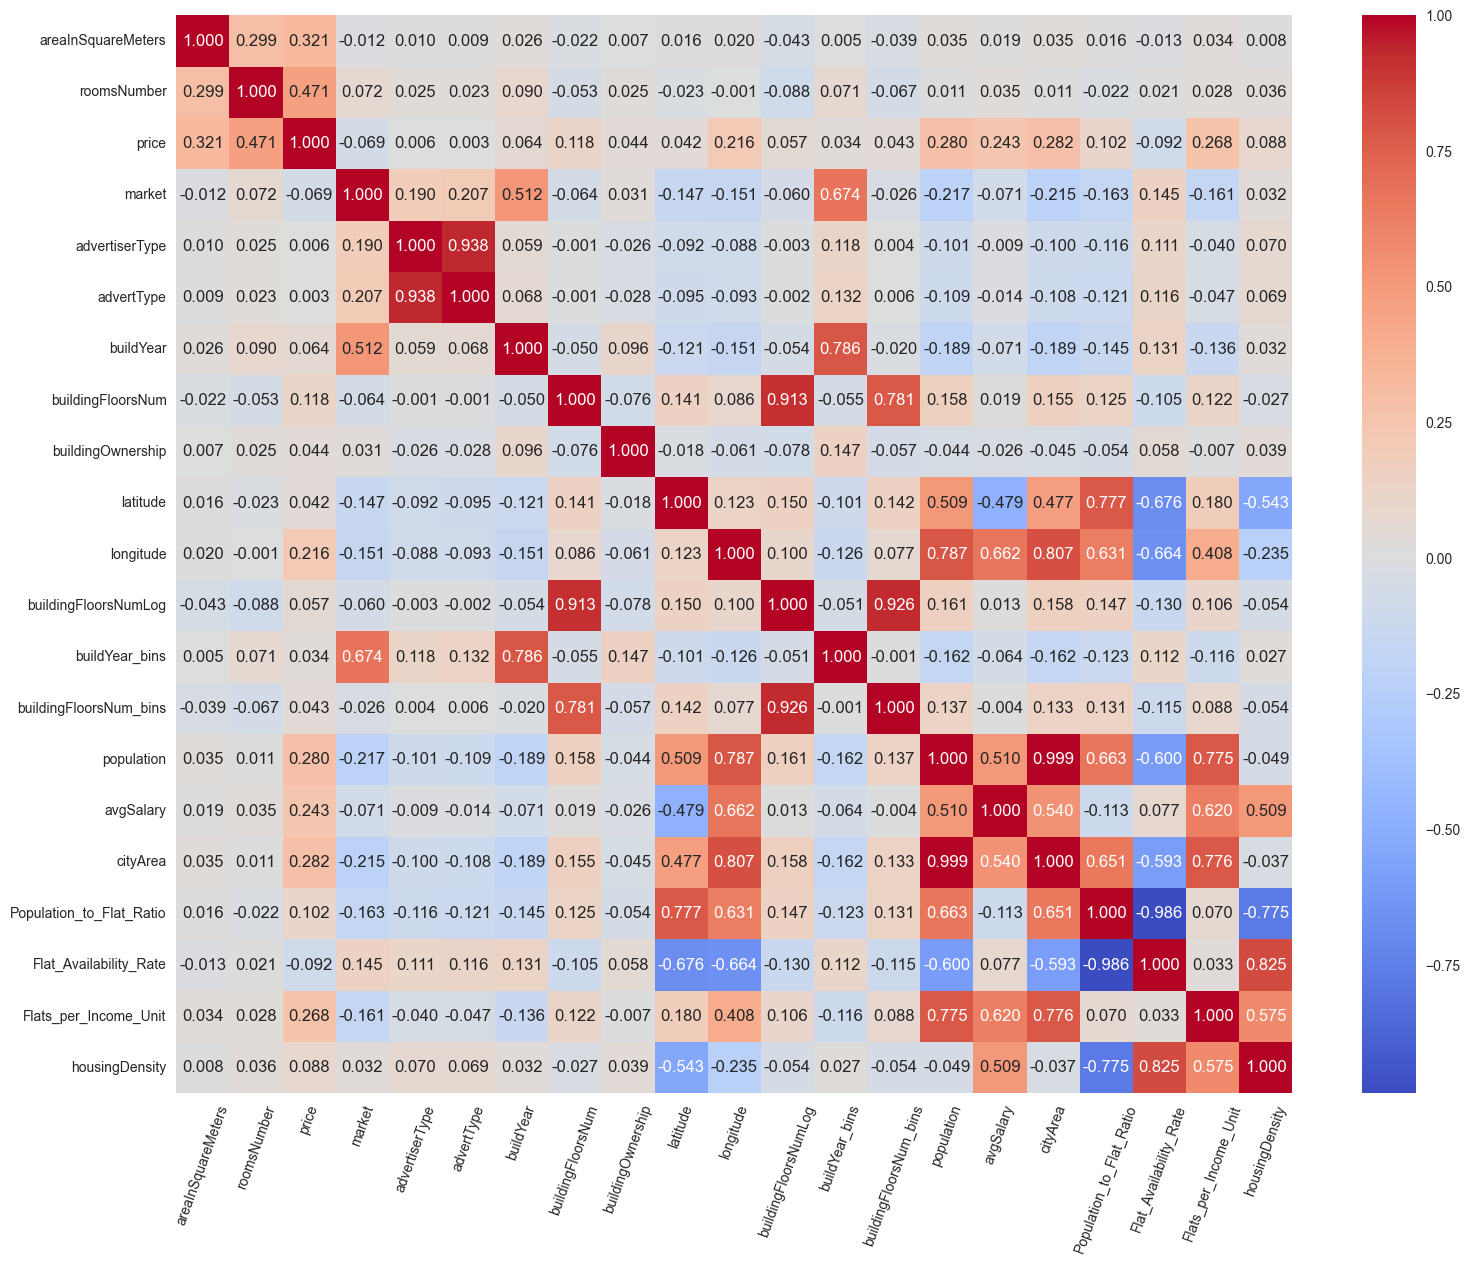 areaInSquareMeters 1.000 0.299 0.321 -0.012 0.010 0.009 0.026 -0.022 0.007 0.016 0.020 -0.043 0.005 -0.039 0.035 0.019 0.035 0.016 -0.013 0.034 0.008
roomsNumber 0.299 1.000 0.471 0.072 0.025 0.023 0.090 -0.053 0.025 -0.023 -0.001 -0.088 0.071 -0.067 0.011 0.035 0.011 -0.022 0.021 0.028 0.036
price 0.321 0.471 1.000 -0.069 0.006 0.003 0.064 0.118 0.044 0.042 0.216 0.057 0.034 0.043 0.280 0.243 0.282 0.102 -0.092 0.268 0.088
market -0.012 0.072 -0.069 1.000 0.190 0.207 0.512 -0.064 0.031 -0.147 -0.151 -0.060 0.674 -0.026 -0.217 -0.071 -0.215 -0.163 0.145 -0.161 0.032
advertiserType 0.010 0.025 0.006 0.190 1.000 0.938 0.059 -0.001 -0.026 -0.092 -0.088 -0.003 0.118 0.004 -0.101 -0.009 -0.100 -0.116 0.111 -0.040 0.070
advertType 0.009 0.023 0.003 0.207 0.938 1.000 0.068 -0.001 -0.028 -0.095 -0.093 -0.002 0.132 0.006 -0.109 -0.014 -0.108 -0.121 0.116 -0.047 0.069
buildYear 0.026 0.090 0.064 0.512 0.059 0.068 1.000 -0.050 0.096 -0.121 -0.151 -0.054 0.786 -0.020 -0.189 -0.071 -0.189 -0.145 0.131 -0.136 0.032
buildingFloorsNum -0.022 -0.053 0.118 -0.064 -0.001 -0.001 -0.050 1.000 -0.076 0.141 0.086 0.913 -0.055 0.781 0.158 0.019 0.155 0.125 -0.105 0.122 -0.027
buildingOwnership 0.007 0.025 0.044 0.031 -0.026 -0.028 0.096 -0.076 1.000 -0.018 -0.061 -0.078 0.147 -0.057 -0.044 -0.026 -0.045 -0.054 0.058 -0.007 0.039
latitude 0.016 -0.023 0.042 -0.147 -0.092 -0.095 -0.121 0.141 -0.018 1.000 0.123 0.150 -0.101 0.142 0.509 -0.479 0.477 0.777 -0.676 0.180 -0.543
longitude 0.020 -0.001 0.216 -0.151 -0.088 -0.093 -0.151 0.086 -0.061 0.123 1.000 0.100 -0.126 0.077 0.787 0.662 0.807 0.631 -0.664 0.408 -0.235
buildingFloorsNumLog -0.043 -0.088 0.057 -0.060 -0.003 -0.002 -0.054 0.913 -0.078 0.150 0.100 1.000 -0.051 0.926 0.161 0.013 0.158 0.147 -0.130 0.106 -0.054
buildYear_bins 0.005 0.071 0.034 0.674 0.118 0.132 0.786 -0.055 0.147 -0.101 -0.126 -0.051 1.000 -0.001 -0.162 -0.064 -0.162 -0.123 0.112 -0.116 0.027
buildingFloorsNum_bins -0.039 -0.067 0.043 -0.026 0.004 0.006 -0.020 0.781 -0.057 0.142 0.077 0.926 -0.001 1.000 0.137 -0.004 0.133 0.131 -0.115 0.088 -0.054
population 0.035 0.011 0.280 -0.217 -0.101 -0.109 -0.189 0.158 -0.044 0.509 0.787 0.161 -0.162 0.137 1.000 0.510 0.999 0.663 -0.600 0.775 -0.049
avgSalary 0.019 0.035 0.243 -0.071 -0.009 -0.014 -0.071 0.019 -0.026 -0.479 0.662 0.013 -0.064 -0.004 0.510 1.000 0.540 -0.113 0.077 0.620 0.509
cityArea 0.035 0.011 0.282 -0.215 -0.100 -0.108 -0.189 0.155 -0.045 0.477 0.807 0.158 -0.162 0.133 0.999 0.540 1.000 0.651 -0.593 0.776 -0.037
Population_to_Flat_Ratio 0.016 -0.022 0.102 -0.163 -0.116 -0.121 -0.145 0.125 -0.054 0.777 0.631 0.147 -0.123 0.131 0.663 -0.113 0.651 1.000 -0.986 0.070 -0.775
Flat_Availability_Rate -0.013 0.021 -0.092 0.145 0.111 0.116 0.131 -0.105 0.058 -0.676 -0.664 -0.130 0.112 -0.115 -0.600 0.077 -0.593 -0.986 1.000 0.033 0.825
Flats_per_Income_Unit 0.034 0.028 0.268 -0.161 -0.040 -0.047 -0.136 0.122 -0.007 0.180 0.408 0.106 -0.116 0.088 0.775 0.620 0.776 0.070 0.033 1.000 0.575
housingDensity 0.008 0.036 0.088 0.032 0.070 0.069 0.032 -0.027 0.039 -0.543 -0.235 -0.054 0.027 -0.054 -0.049 0.509 -0.037 -0.775 0.825 0.575 1.000
areaInSquareMeters
roomsNumber
price
market
advertiserType
advertType
buildYear
buildingFloorsNum
buildingOwnership
latitude
longitude
buildingFloorsNumLog
buildYear_bins
buildingFloorsNum_bins
population
avgSalary
cityArea
Population_to_Flat_Ratio
Flat_Availability_Rate
Flats_per_Income_Unit
housingDensity
1.00
0.75
0.50
0.25
0.00
−0.25
−0.50
−0.75